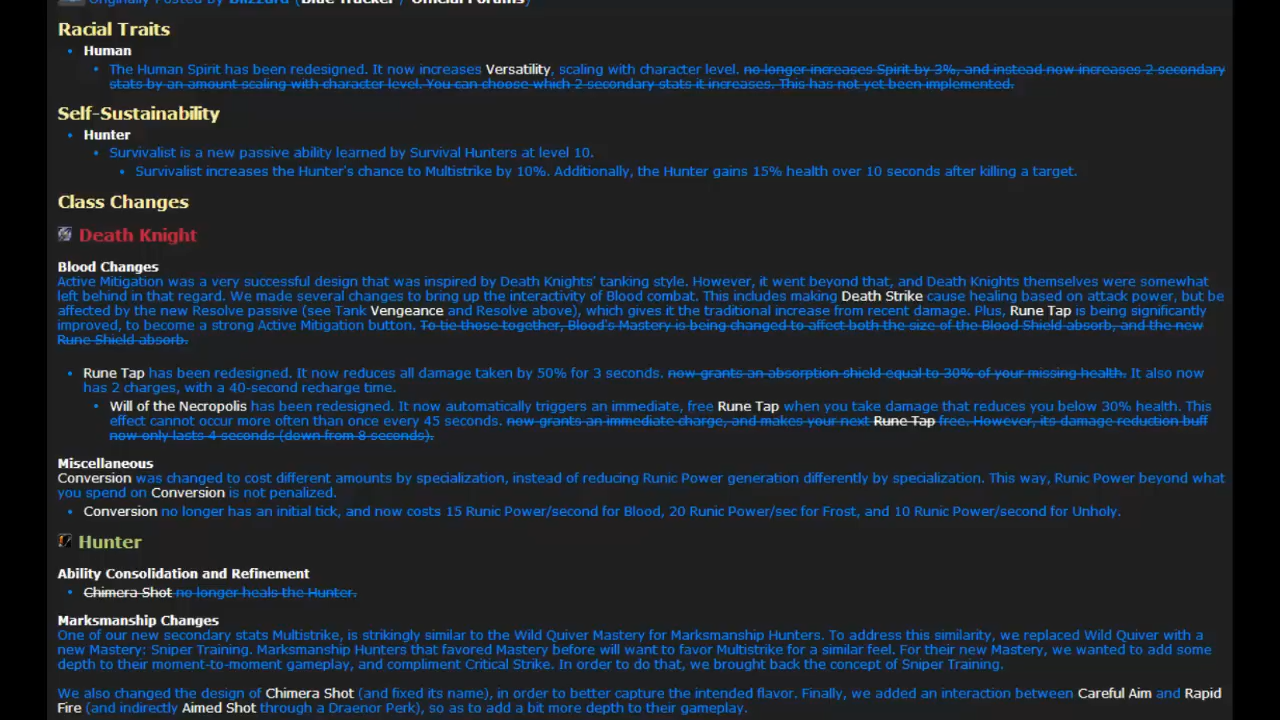 Originally Posted by Blizzard (Blue Tracker / Official Forums)
Racial Traits
• Human
• The Human Spirit has been redesigned. It now increases Versatility, scaling with character level. no longer increases Spirit by 3%, and instead now increases 2 secondary
stats by an amount scaling with character level. You can choose which 2 secondary stats it increases. This has not yet been implemented.
Self-Sustainability
• Hunter
• Survivalist is a new passive ability learned by Survival Hunters at level 10.
• Survivalist increases the Hunter's chance to Multistrike by 10%. Additionally, the Hunter gains 15% health over 10 seconds after killing a target.
Class Changes
Death Knight
Blood Changes
Active Mitigation was a very successful design that was inspired by Death Knights' tanking style. However, it went beyond that, and Death Knights themselves were somewhat
left behind in that regard. We made several changes to bring up the interactivity of Blood combat. This includes making Death Strike cause healing based on attack power, but be
affected by the new Resolve passive (see Tank Vengeance and Resolve above), which gives it the traditional increase from recent damage. Plus, Rune Tap is being significantly
improved, to become a strong Active Mitigation button. To tie those together, Blood's Mastery is being changed to affect both the size of the Blood Shield absorb, and the new
Rune Shield absorb.
• Rune Tap has been redesigned. It now reduces all damage taken by 50% for 3 seconds. now grants an absorption shield equal to 30% of your missing health. It also now
has 2 charges, with a 40-second recharge time.
• Will of the Necropolis has been redesigned. It now automatically triggers an immediate, free Rune Tap when you take damage that reduces you below 30% health. This
effect cannot occur more often than once every 45 seconds. now grants an immediate charge, and makes your next Rune Tap free. However, its damage reduction buff
now only lasts 4 seconds (down from 8 seconds).
Miscellaneous
Conversion was changed to cost different amounts by specialization, instead of reducing Runic Power generation differently by specialization. This way, Runic Power beyond what
you spend on Conversion is not penalized.
• Conversion no longer has an initial tick, and now costs 15 Runic Power/second for Blood, 20 Runic Power/sec for Frost, and 10 Runic Power/second for Unholy.
Hunter
Ability Consolidation and Refinement
• Chimera Shot no longer heals the Hunter.
Marksmanship Changes
One of our new secondary stats Multistrike, is strikingly similar to the Wild Quiver Mastery for Marksmanship Hunters. To address this similarity, we replaced Wild Quiver with a
new Mastery: Sniper Training. Marksmanship Hunters that favored Mastery before will want to favor Multistrike for a similar feel. For their new Mastery, we wanted to add some
depth to their moment-to-moment gameplay, and compliment Critical Strike. In order to do that, we brought back the concept of Sniper Training.
We also changed the design of Chimera Shot (and fixed its name), in order to better capture the intended flavor. Finally, we added an interaction between Careful Aim and Rapid
Fire (and indirectly Aimed Shot through a Draenor Perk), so as to add a bit more depth to their gameplay.